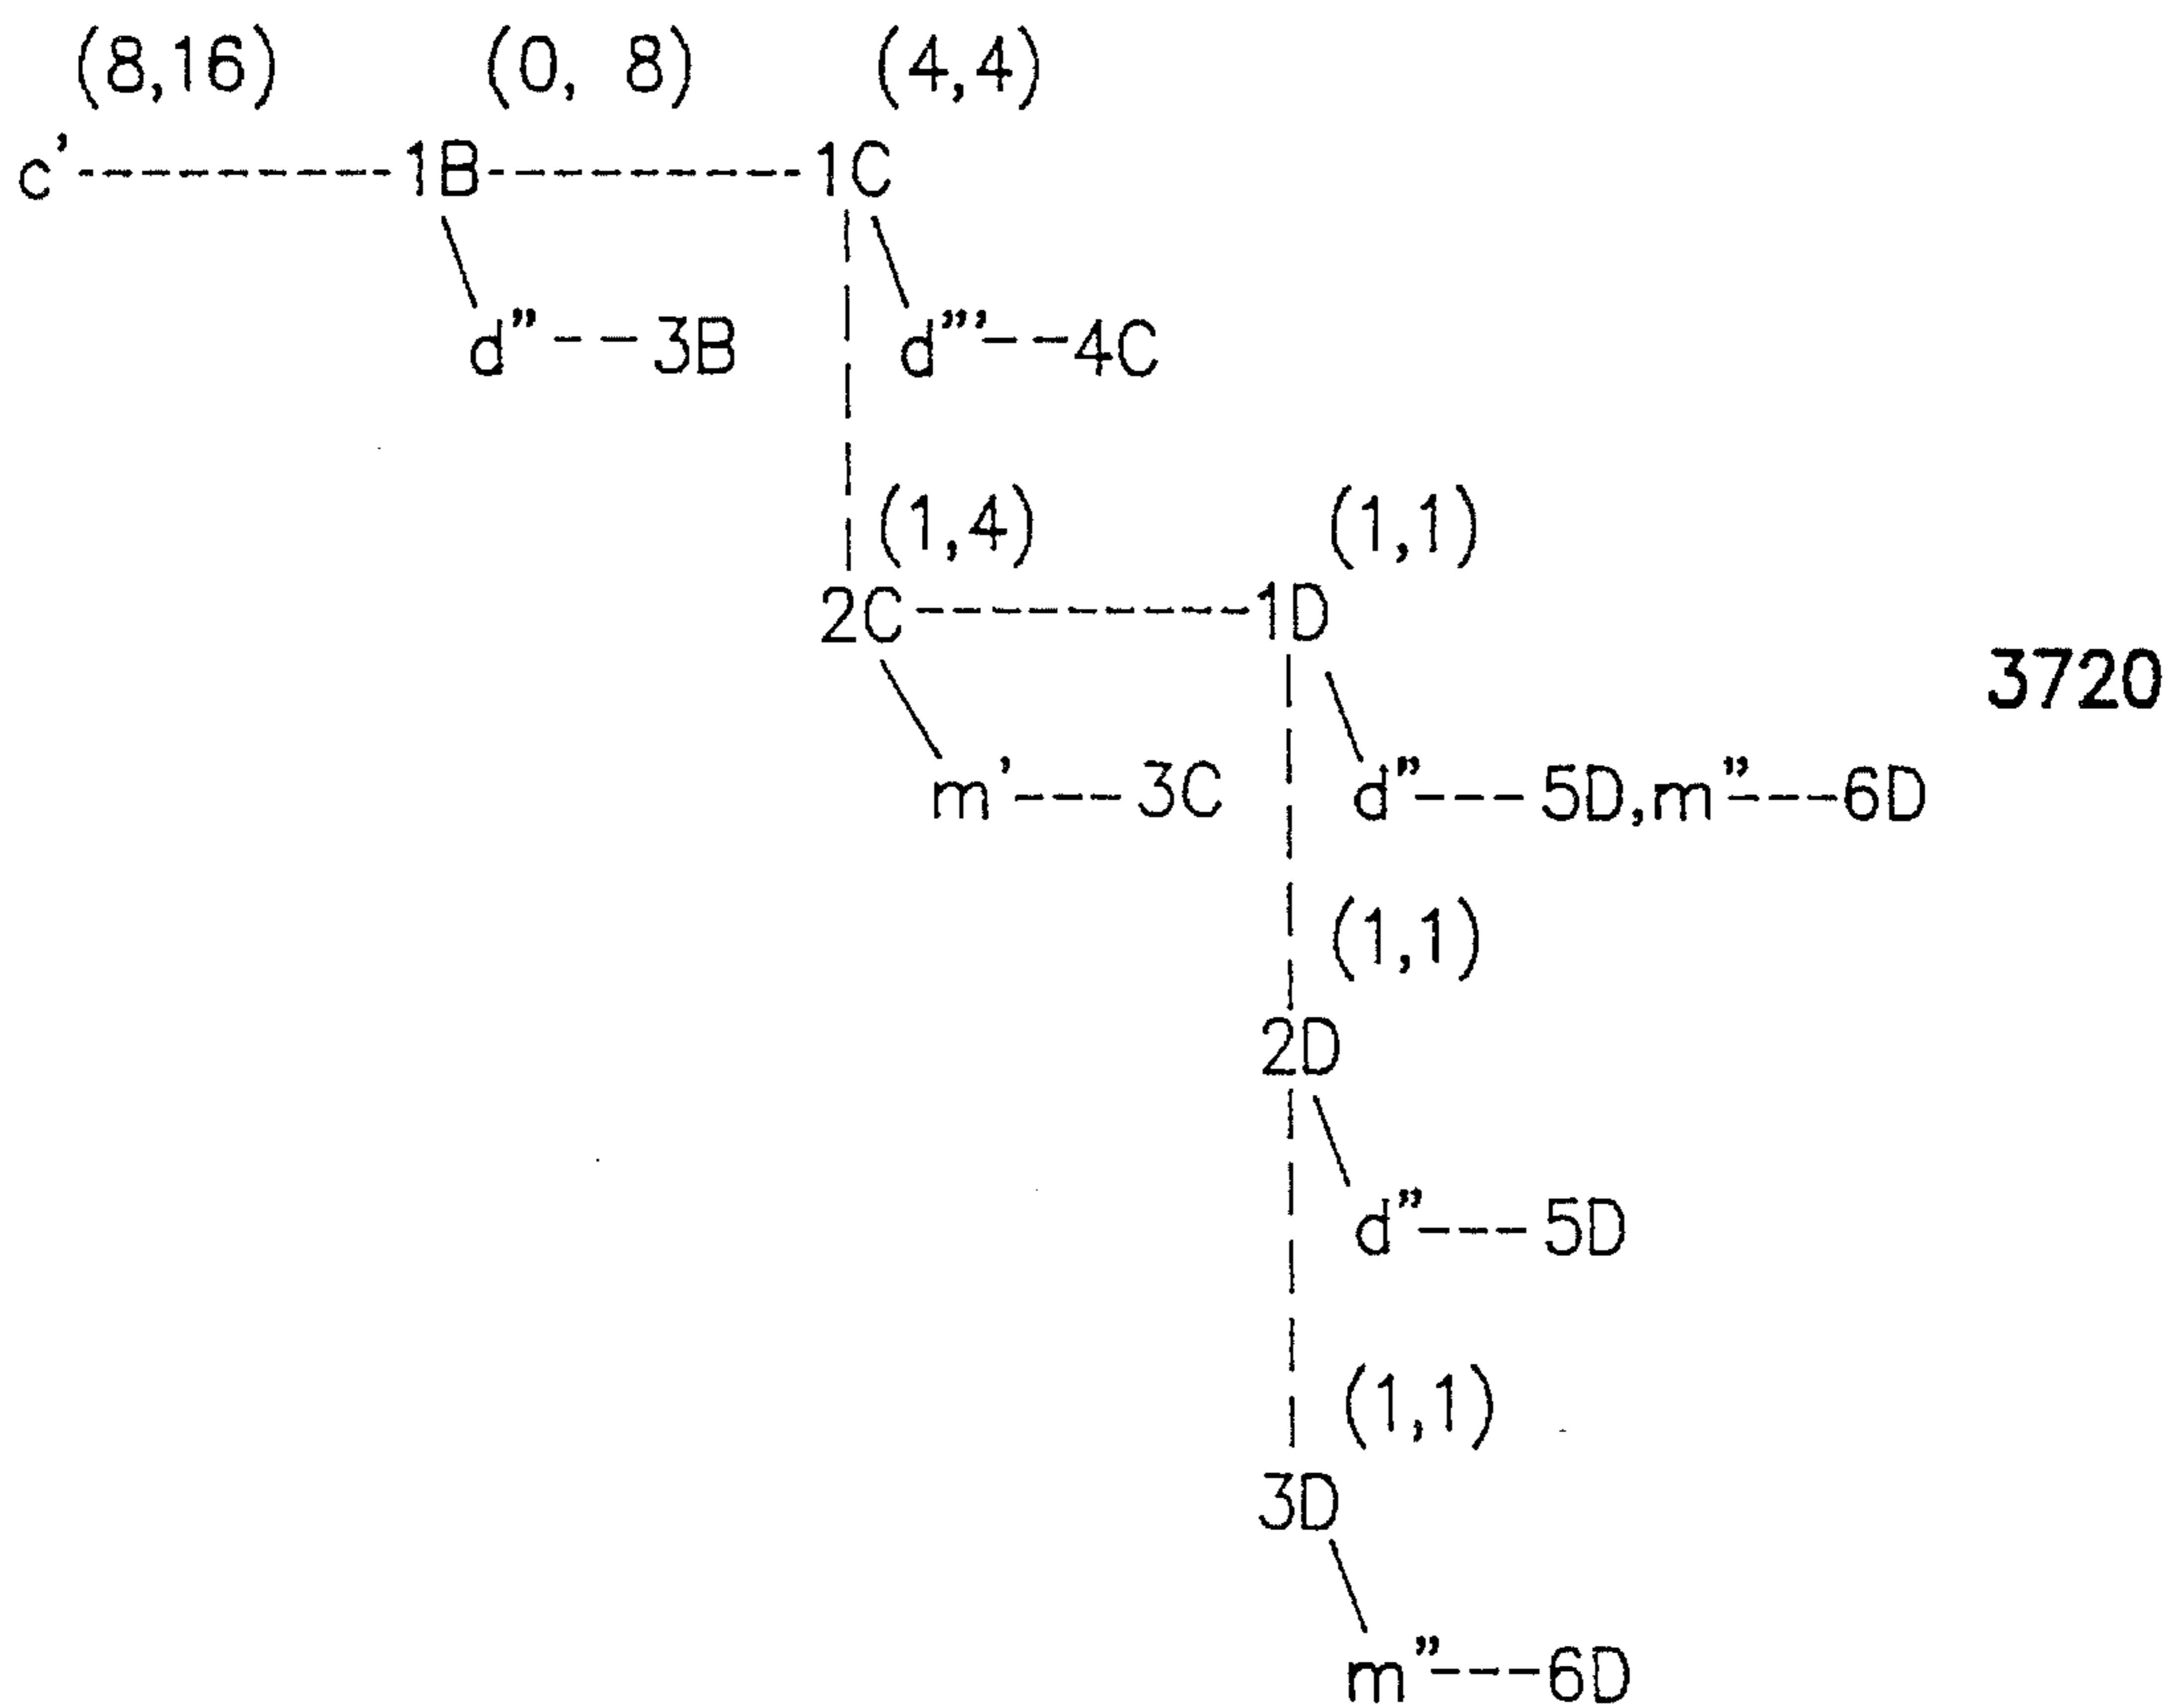 (8,16) (0, 8) (4,4)
c' 1B 1C
d" 3B d"' 4C
(1,4) (1,1)
2C 1D
3720
m' 3C d" 5D, m" 6D
(1,1)
2D
d" 5D
(1,1)
3D
m" 6D